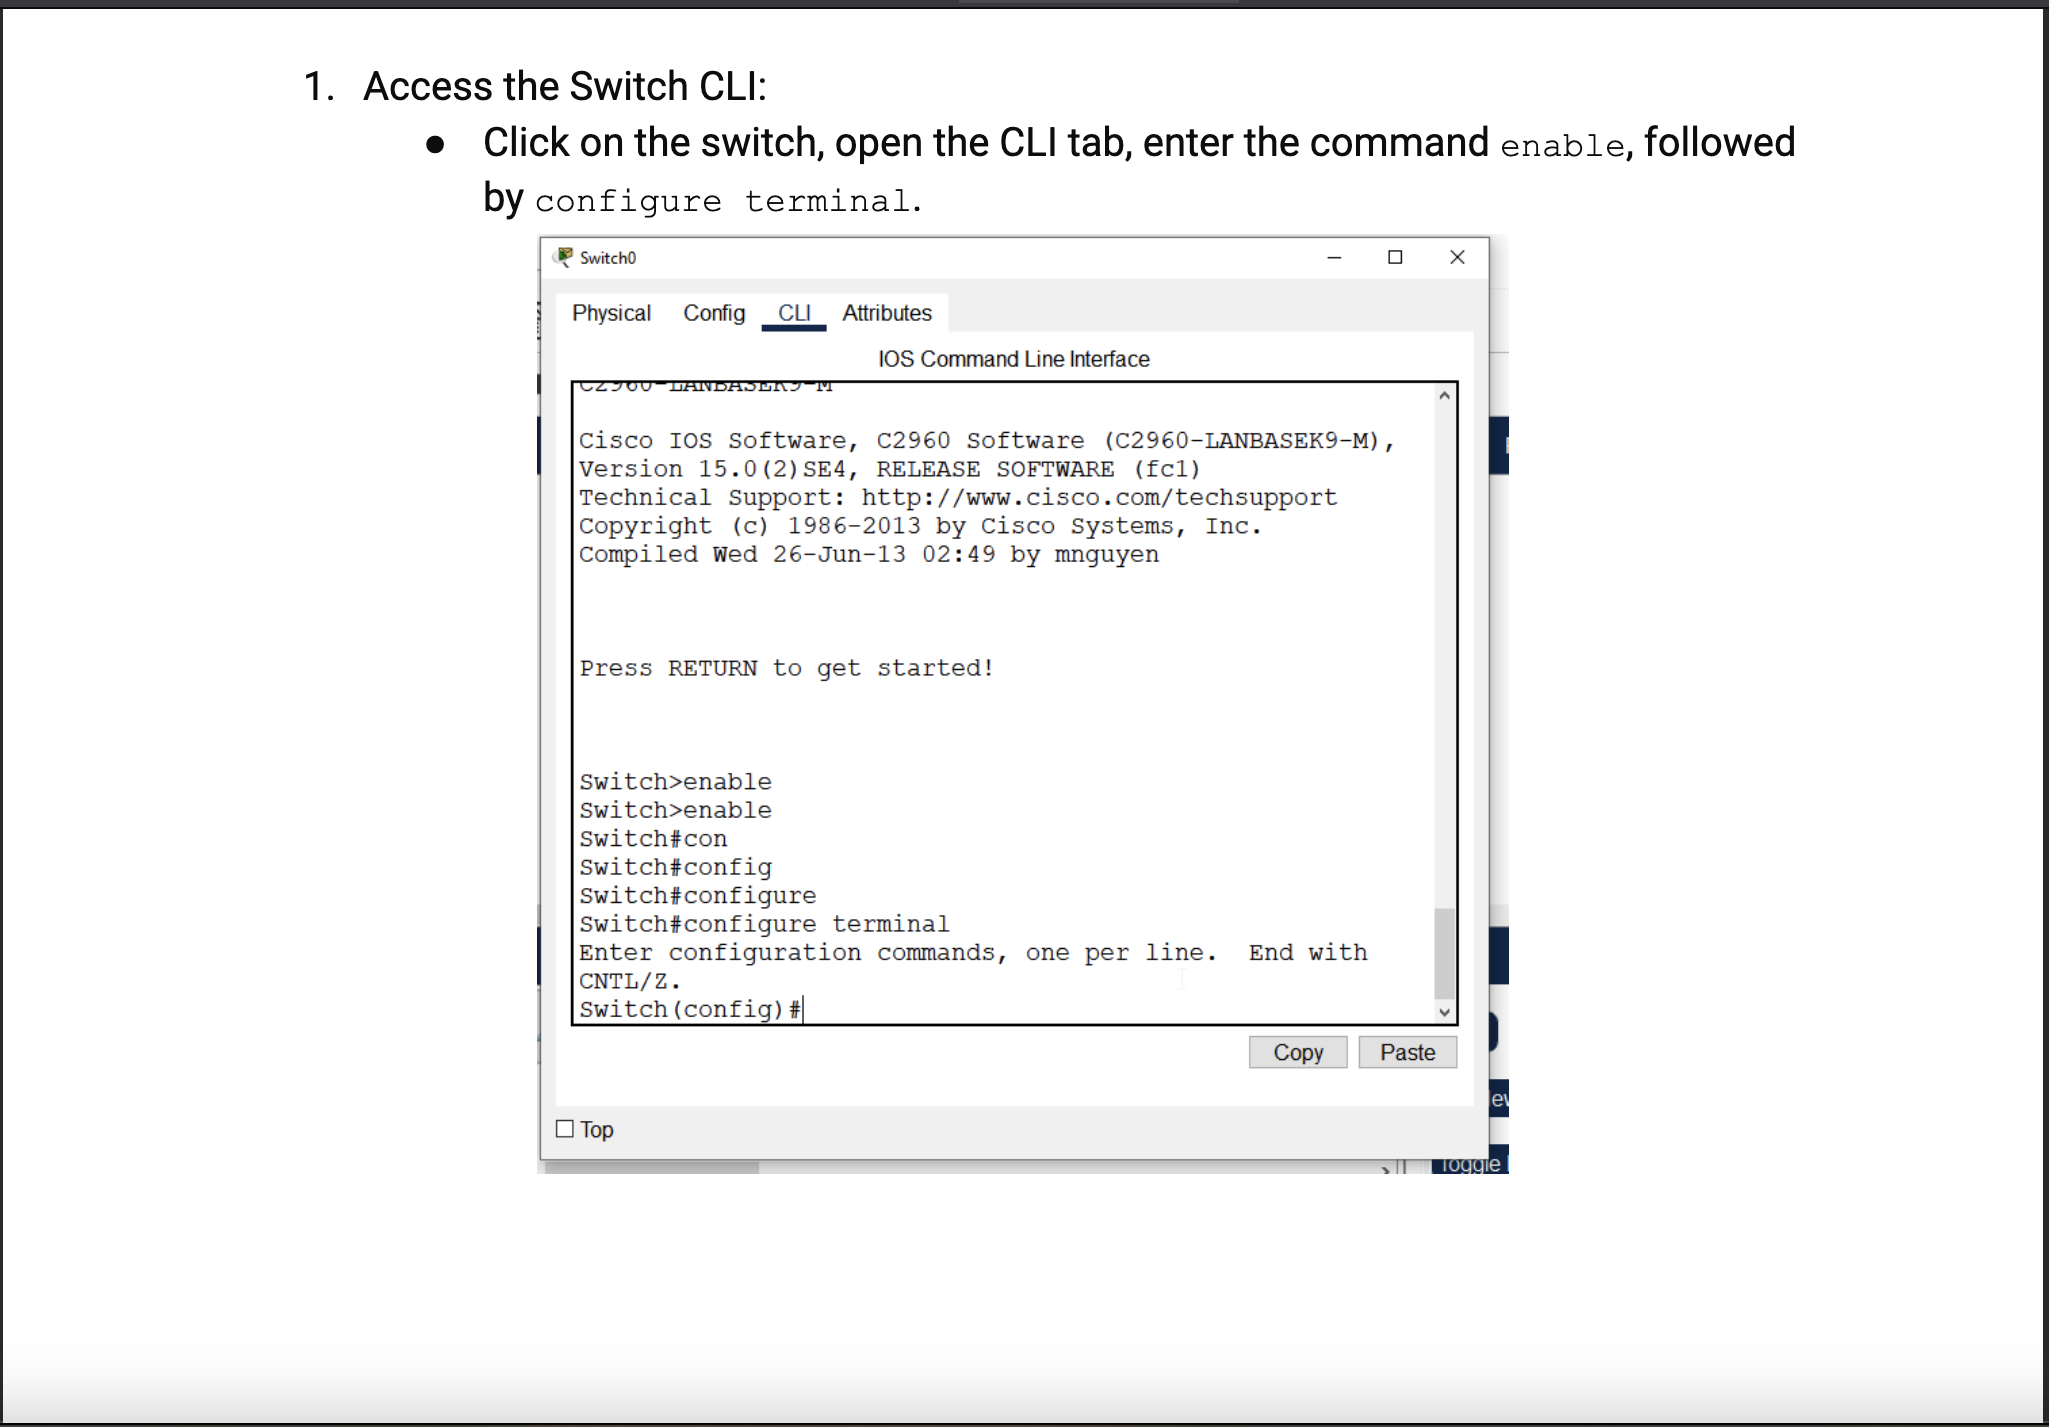 1. Access the Switch CLI:
● Click on the switch, open the CLI tab, enter the command enable, followed
by configure terminal.
Switch0
Physical Config CLI Attributes
IOS Command Line Interface
C2960-LANBASEK9-M
Cisco IOS Software, C2960 Software (C2960-LANBASEK9-M),
Version 15.0(2)SE4, RELEASE SOFTWARE (fc1)
Technical Support: http://www.cisco.com/techsupport
Copyright (c) 1986-2013 by Cisco Systems, Inc.
Compiled Wed 26-Jun-13 02:49 by mnguyen
Press RETURN to get started!
Switch>enable
Switch>enable
Switch#con
Switch#config
Switch#configure
Switch#configure terminal
Enter configuration commands, one per line.  End with
CNTL/Z.
Switch(config)#
Copy Paste
Top
Toggle